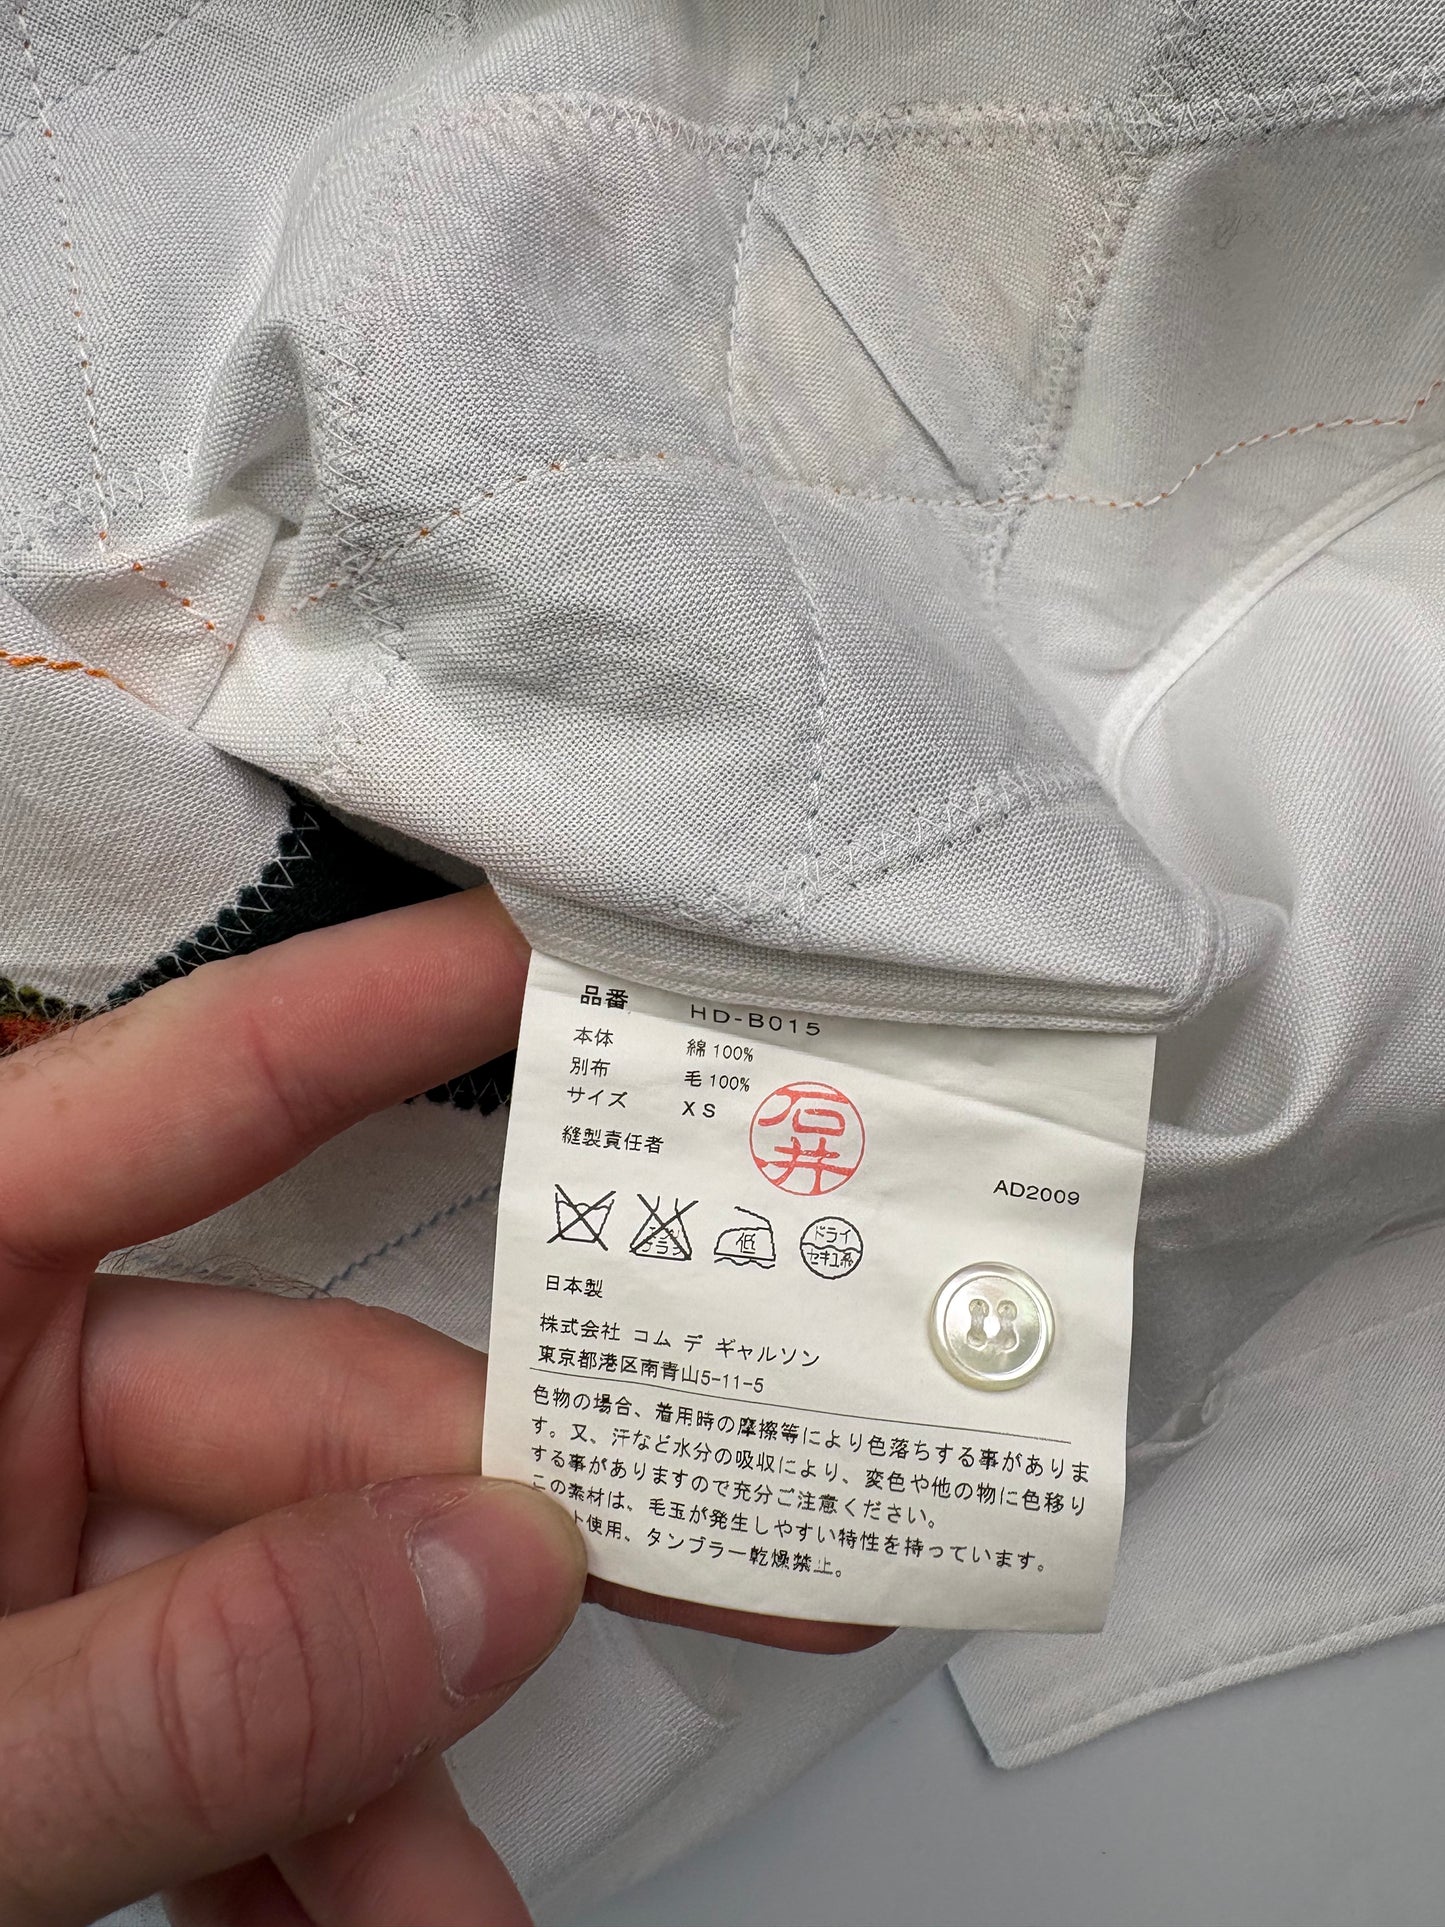 品番 HD-B015
本体 綿 100%
別布 毛 100%
サイズ XS
縫製責任者
石井
AD2009
低
ドライ
セキユ系
日本製
株式会社 コム デ ギャルソン
東京都港区南青山5-11-5
色物の場合、着用時の摩擦等により色落ちする事がありま
す。又、汗など水分の吸収により、変色や他の物に色移り
する事がありますので充分ご注意ください。
この素材は、毛玉が発生しやすい特性を持っています。
ト使用、タンブラー乾燥禁止。